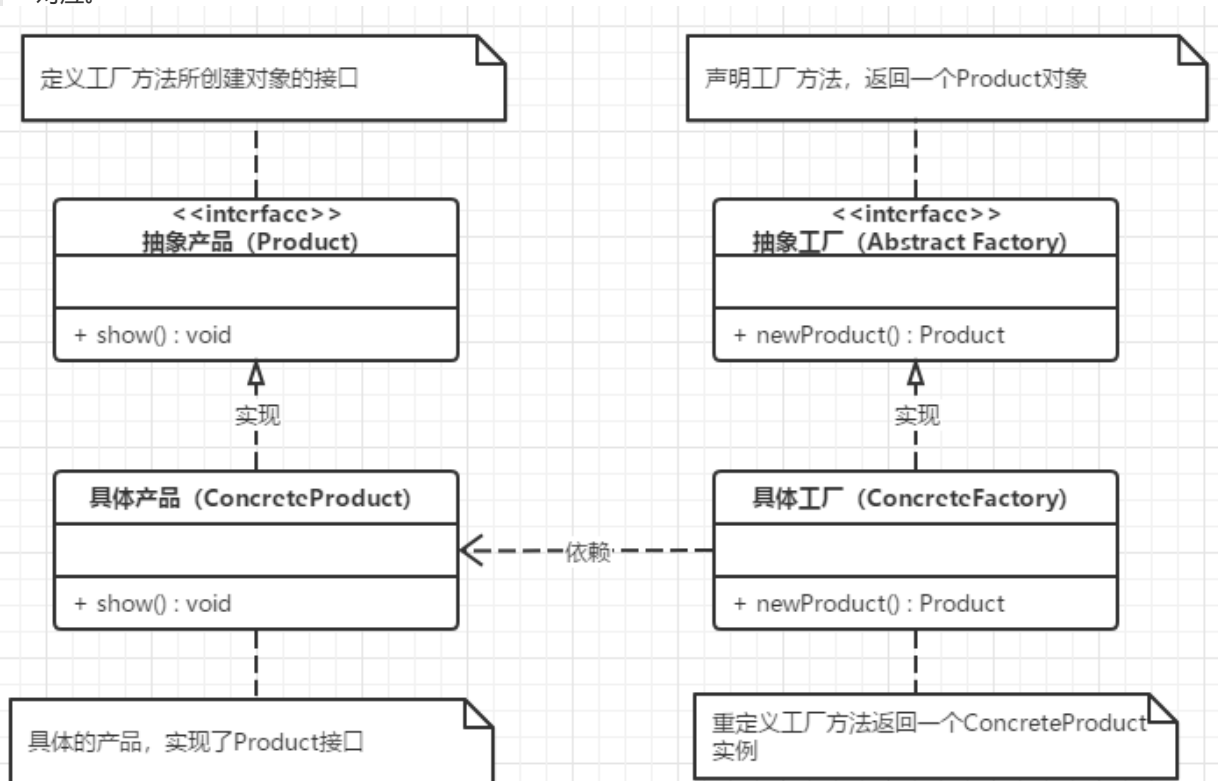 对应。
定义工厂方法所创建对象的接口
声明工厂方法，返回一个Product对象
<<interface>>
抽象产品（Product）
+ show() : void
<<interface>>
抽象工厂（Abstract Factory）
+ newProduct() : Product
实现
实现
具体产品（ConcreteProduct）
+ show() : void
依赖
具体工厂（ConcreteFactory）
+ newProduct() : Product
具体的产品，实现了Product接口
重定义工厂方法返回一个ConcreteProduct
实例